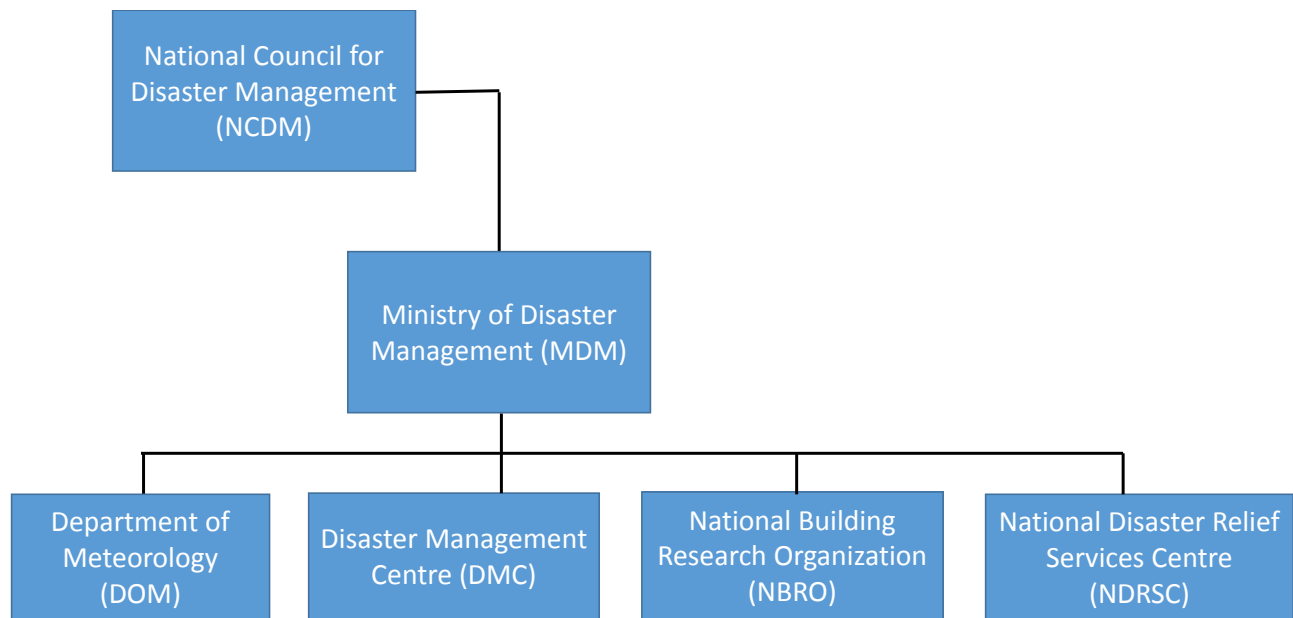 National Council for
Disaster Management
(NCDM)
Ministry of Disaster
Management (MDM)
Department of
Meteorology
(DOM)
Disaster Management
Centre (DMC)
National Building
Research Organization
(NBRO)
National Disaster Relief
Services Centre
(NDRSC)